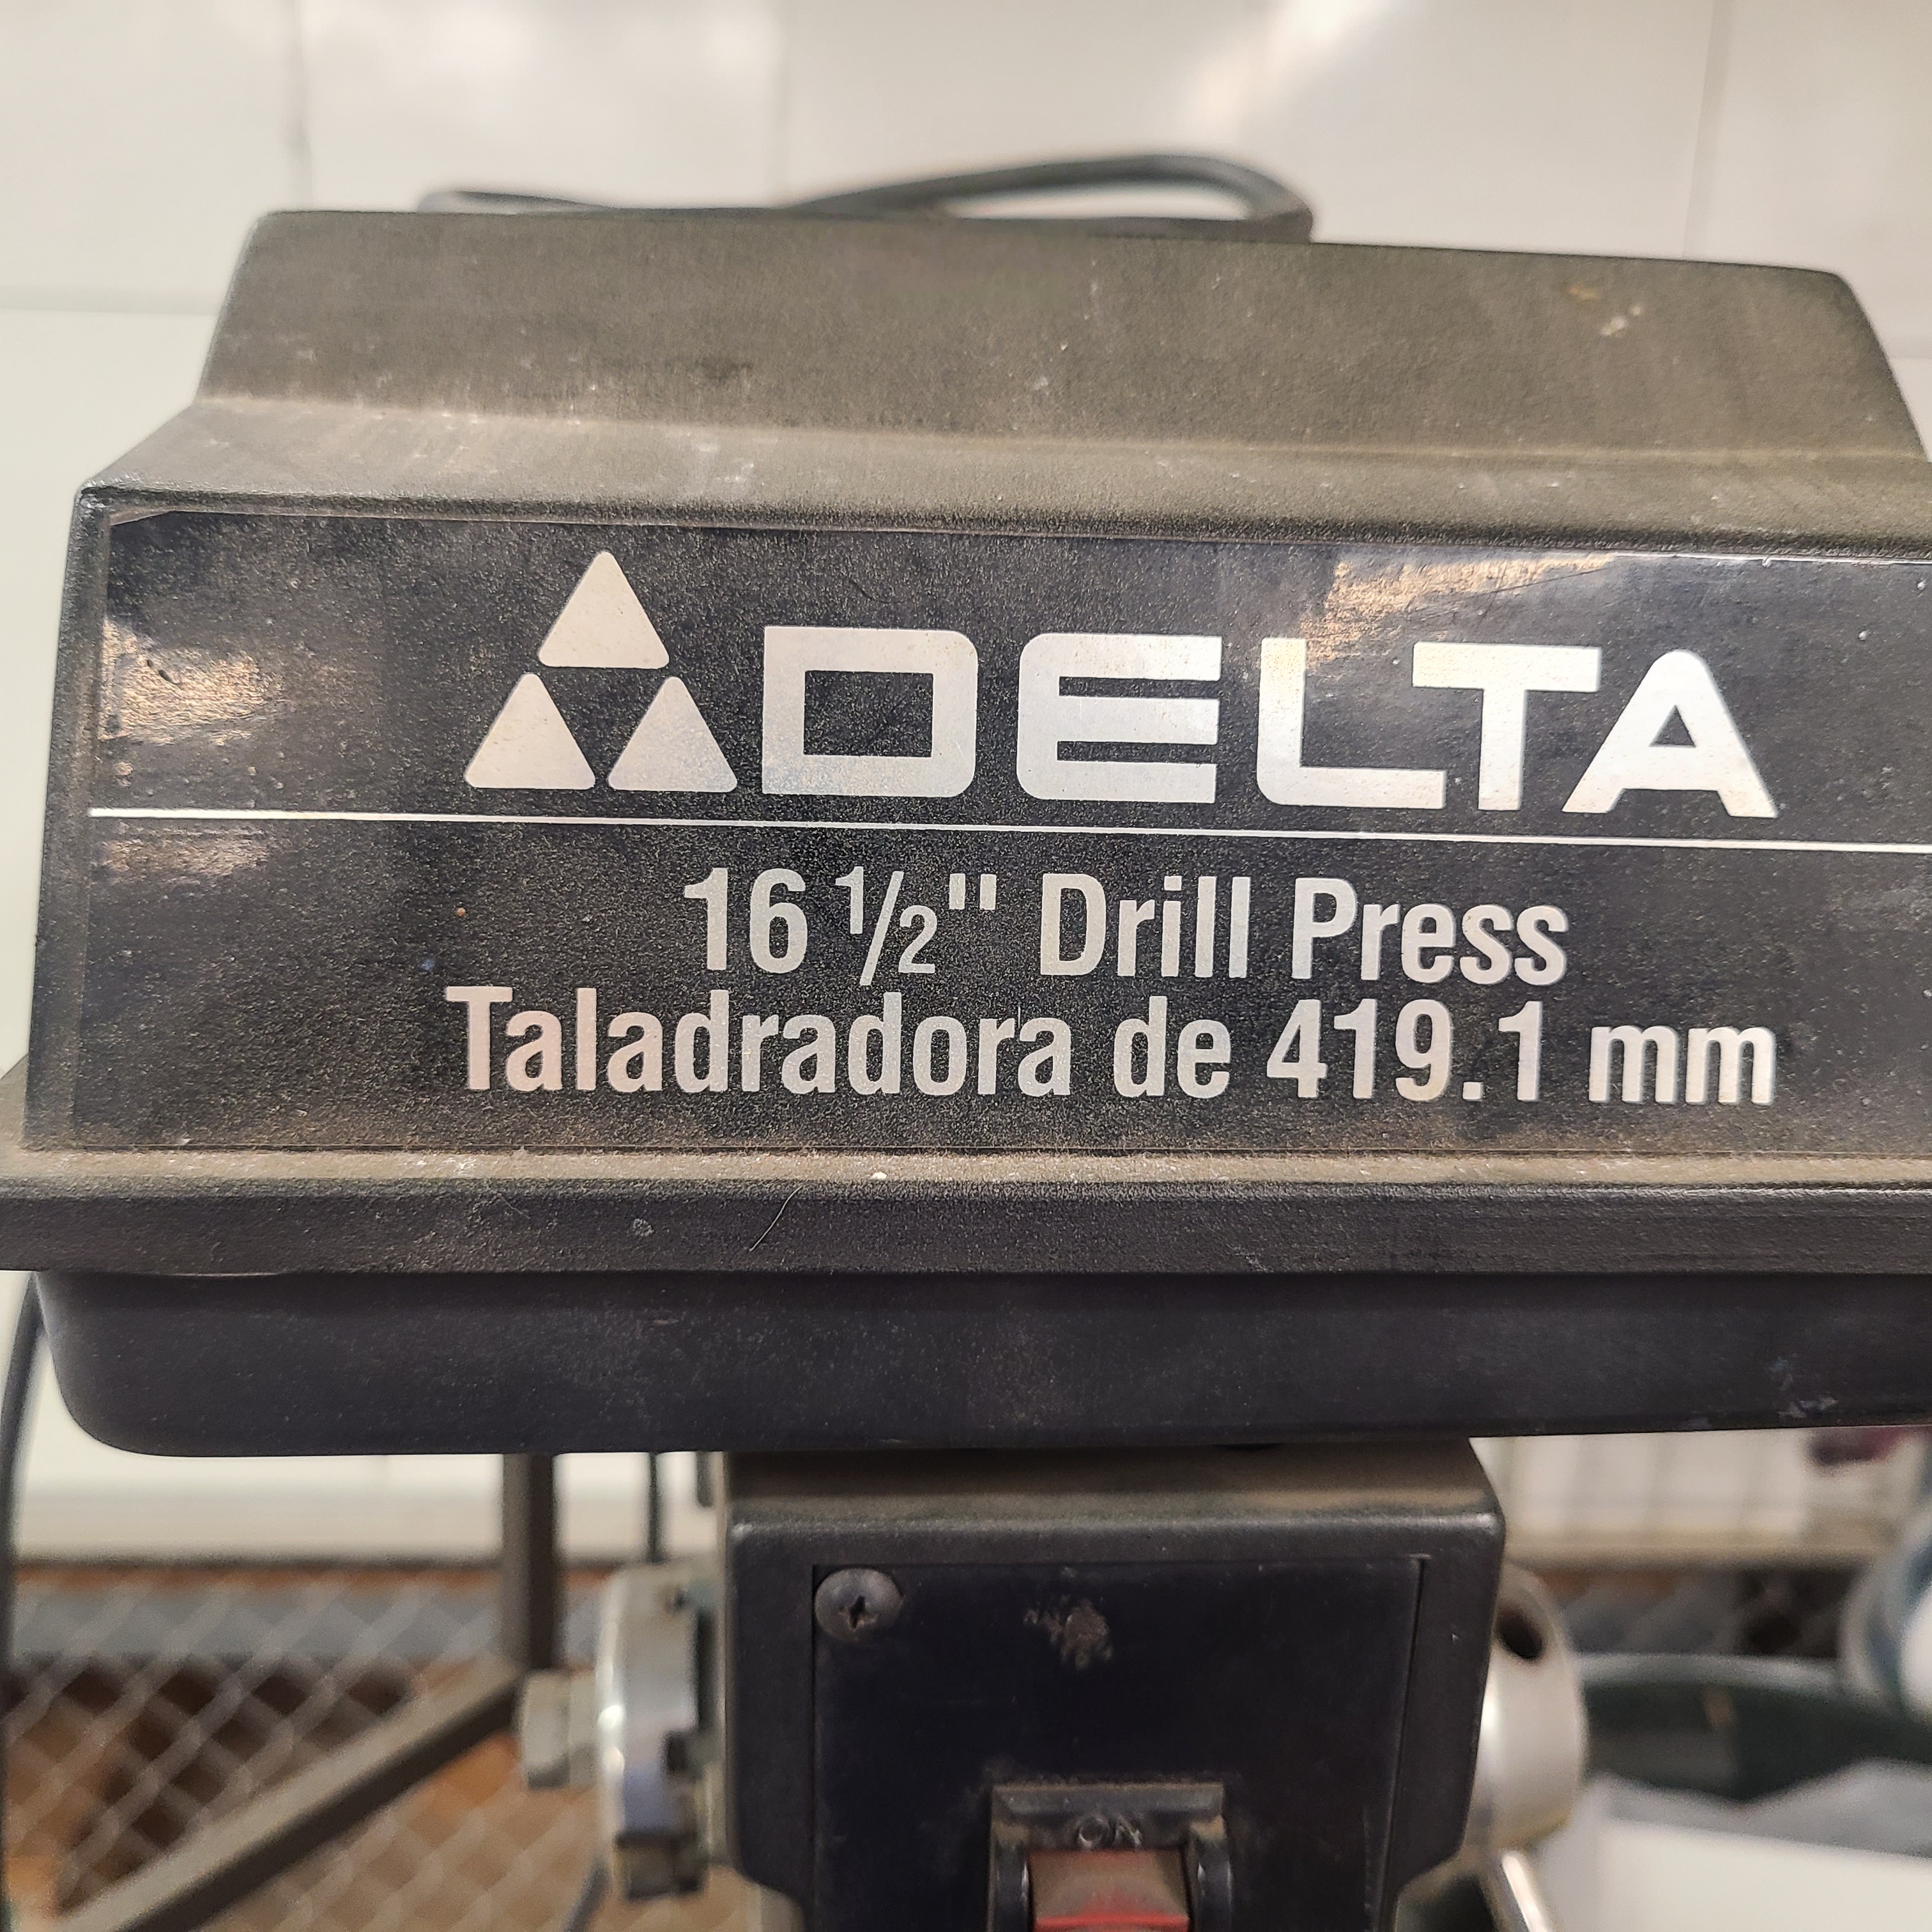 DELTA
16 1/2" Drill Press
Taladradora de 419.1 mm
ON